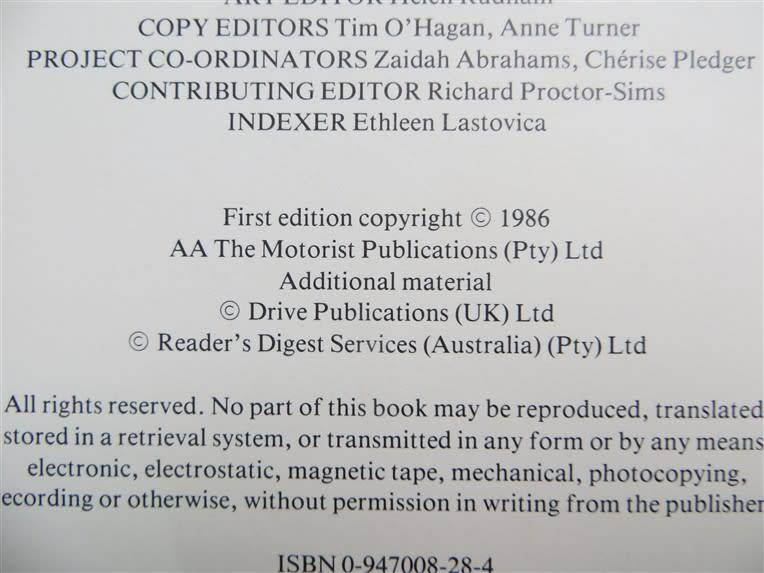 ART EDITOR Helen Rudham
COPY EDITORS Tim O'Hagan, Anne Turner
PROJECT CO-ORDINATORS Zaidah Abrahams, Chérise Pledger
CONTRIBUTING EDITOR Richard Proctor-Sims
INDEXER Ethleen Lastovica
First edition copyright © 1986
AA The Motorist Publications (Pty) Ltd
Additional material
© Drive Publications (UK) Ltd
© Reader's Digest Services (Australia) (Pty) Ltd
All rights reserved. No part of this book may be reproduced, translated
stored in a retrieval system, or transmitted in any form or by any means
electronic, electrostatic, magnetic tape, mechanical, photocopying,
ecording or otherwise, without permission in writing from the publisher
ISBN 0-947008-28-4